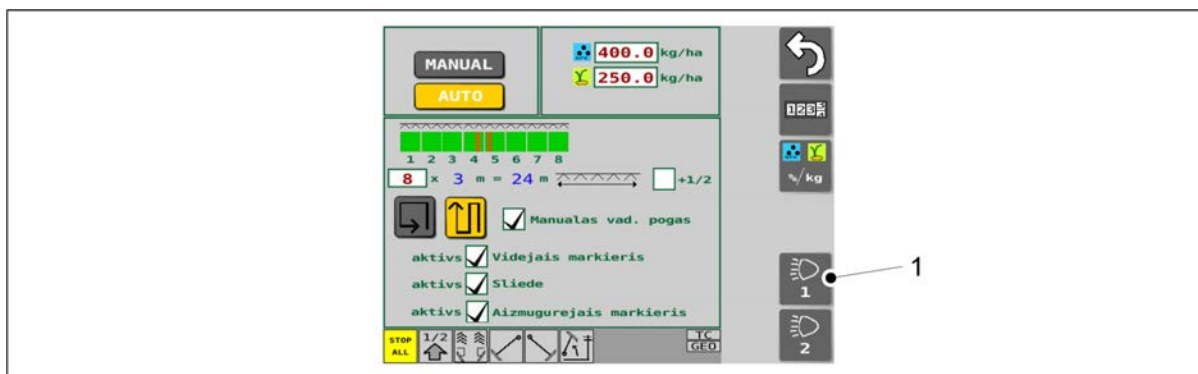 MANUAL
AUTO
400.0 kg/ha
250.0 kg/ha
1 2 3 4 5 6 7 8
8 x 3 m = 24 m +1/2
Manualas vad. pogas
aktivs Videjais markieris
aktivs Sliede
aktivs Aizmugurejais markieris
STOP
ALL
1/2
TC
GEO
%/kg
1
2
1